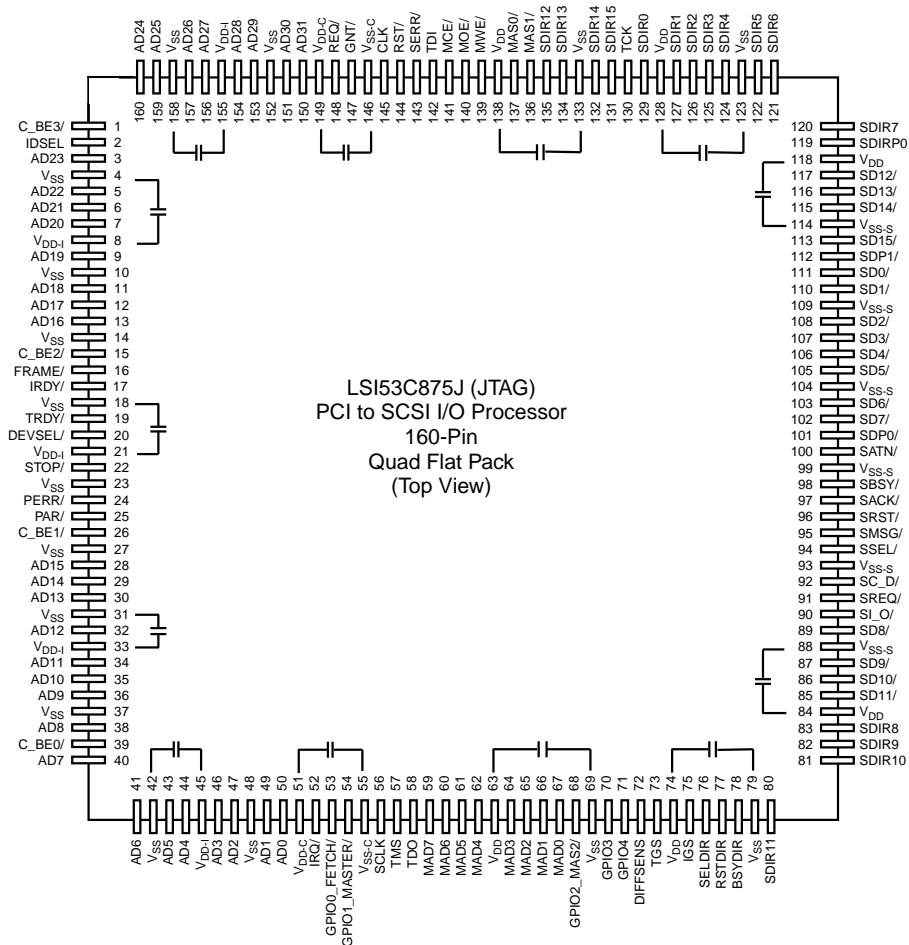 AD24 AD25 VSS AD26 AD27 VDD-I AD28 AD29 VSS AD30 AD31 VDD-C REQ/ GNT/ VSS-C CLK RST/ SERR/ TDI MCE/ MOE/ MWE/ VDD MAS0/ MAS1/ SDIR12 SDIR13 VSS SDIR14 SDIR15 TCK SDIR0 VDD SDIR1 SDIR2 SDIR3 SDIR4 VSS SDIR5 SDIR6
160 159 158 157 156 155 154 153 152 151 150 149 148 147 146 145 144 143 142 141 140 139 138 137 136 135 134 133 132 131 130 129 128 127 126 125 124 123 122 121
C_BE3/ 1
IDSEL 2
AD23 3
VSS 4
AD22 5
AD21 6
AD20 7
VDD-I 8
AD19 9
VSS 10
AD18 11
AD17 12
AD16 13
VSS 14
C_BE2/ 15
FRAME/ 16
IRDY/ 17
VSS 18
TRDY/ 19
DEVSEL/ 20
VDD-I 21
STOP/ 22
VSS 23
PERR/ 24
PAR/ 25
C_BE1/ 26
VSS 27
AD15 28
AD14 29
AD13 30
VSS 31
AD12 32
VDD-I 33
AD11 34
AD10 35
AD9 36
VSS 37
AD8 38
C_BE0/ 39
AD7 40
LSI53C875J (JTAG)
PCI to SCSI I/O Processor
160-Pin
Quad Flat Pack
(Top View)
120 SDIR7
119 SDIRP0
118 VDD
117 SD12/
116 SD13/
115 SD14/
114 VSS-S
113 SD15/
112 SDP1/
111 SD0/
110 SD1/
109 VSS-S
108 SD2/
107 SD3/
106 SD4/
105 SD5/
104 VSS-S
103 SD6/
102 SD7/
101 SDP0/
100 SATN/
99 VSS-S
98 SBSY/
97 SACK/
96 SRST/
95 SMSG/
94 SSEL/
93 VSS-S
92 SC_D/
91 SREQ/
90 SI_O/
89 SD8/
88 VSS-S
87 SD9/
86 SD10/
85 SD11/
84 VDD
83 SDIR8
82 SDIR9
81 SDIR10
41 42 43 44 45 46 47 48 49 50 51 52 53 54 55 56 57 58 59 60 61 62 63 64 65 66 67 68 69 70 71 72 73 74 75 76 77 78 79 80
AD6 VSS AD5 AD4 VDD-I AD3 AD2 VSS AD1 AD0 VDD-C IRQ/ GPIO0_FETCH/ GPIO1_MASTER/ VSS-C SCLK TMS TDO MAD7 MAD6 MAD5 MAD4 VDD MAD3 MAD2 MAD1 MAD0 GPIO2_MAS2/ VSS GPIO3 GPIO4 DIFFSENS TGS VDD IGS SELDIR RSTDIR BSYDIR VSS SDIR11